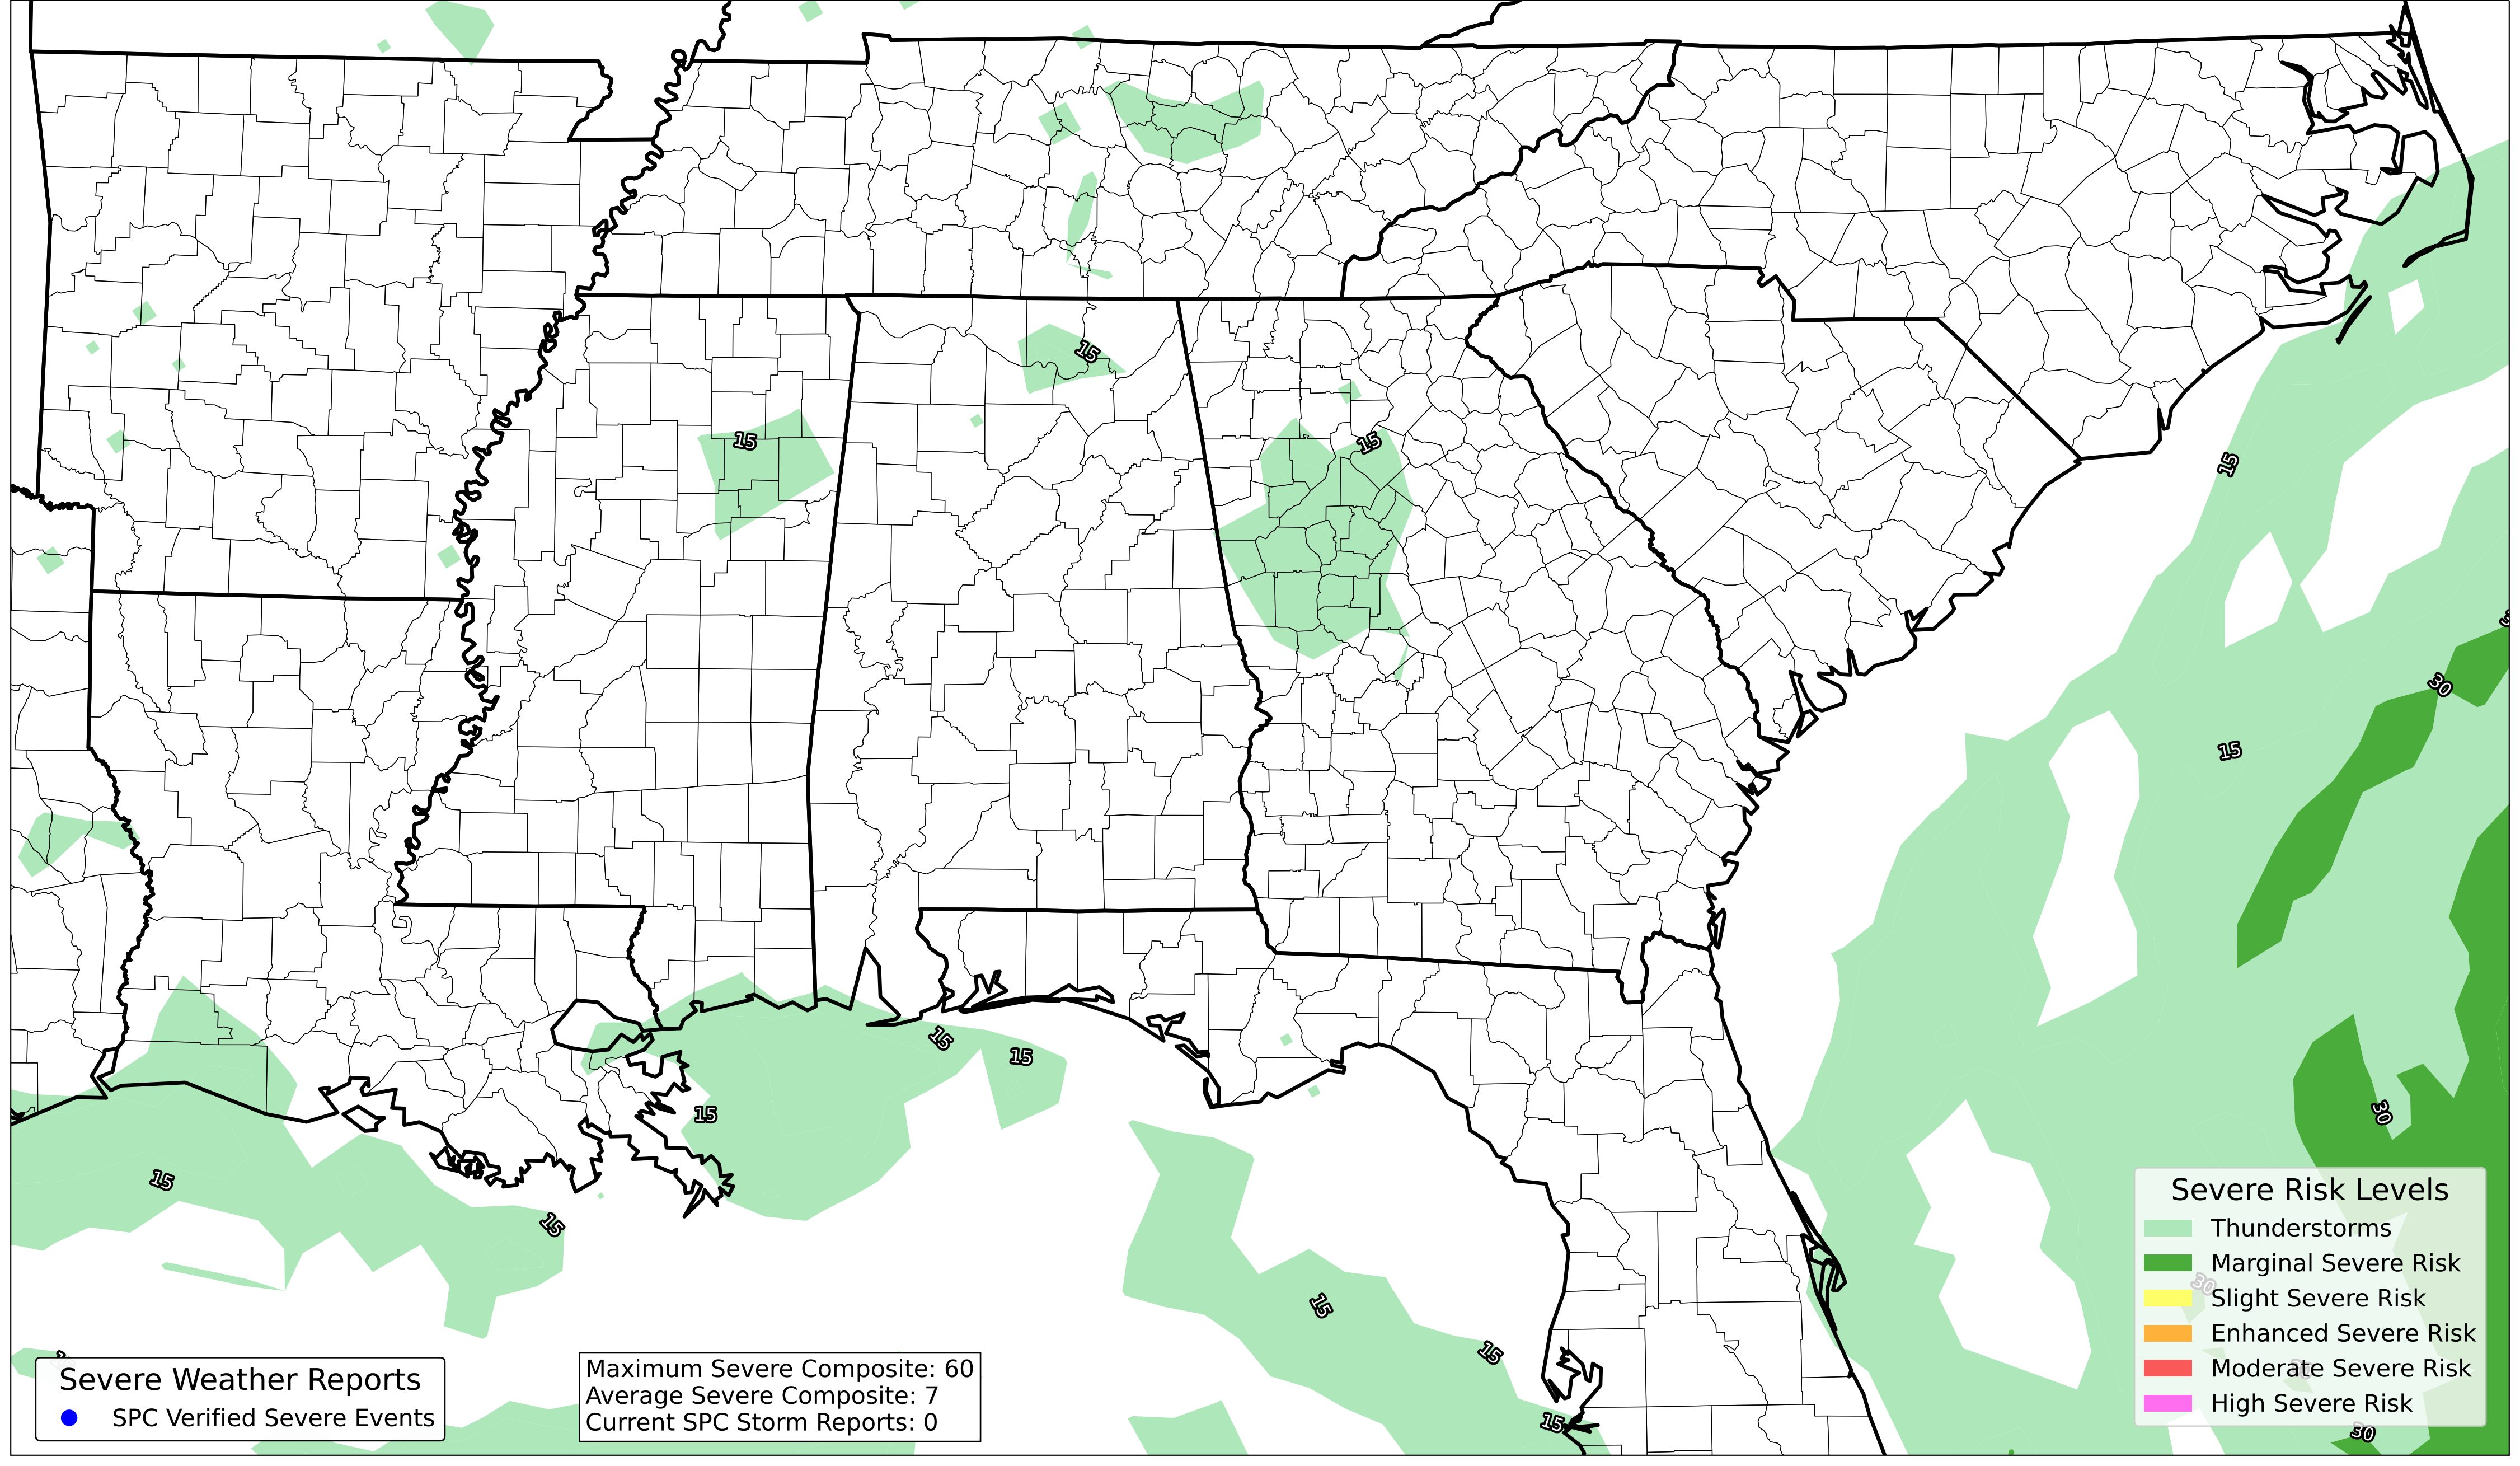 15
15
15
15
30
15
15
15
15
30
15
15
15
15
15
30
Severe Weather Reports
SPC Verified Severe Events
Maximum Severe Composite: 60
Average Severe Composite: 7
Current SPC Storm Reports: 0
Severe Risk Levels
Thunderstorms
Marginal Severe Risk
Slight Severe Risk
Enhanced Severe Risk
Moderate Severe Risk
High Severe Risk
30